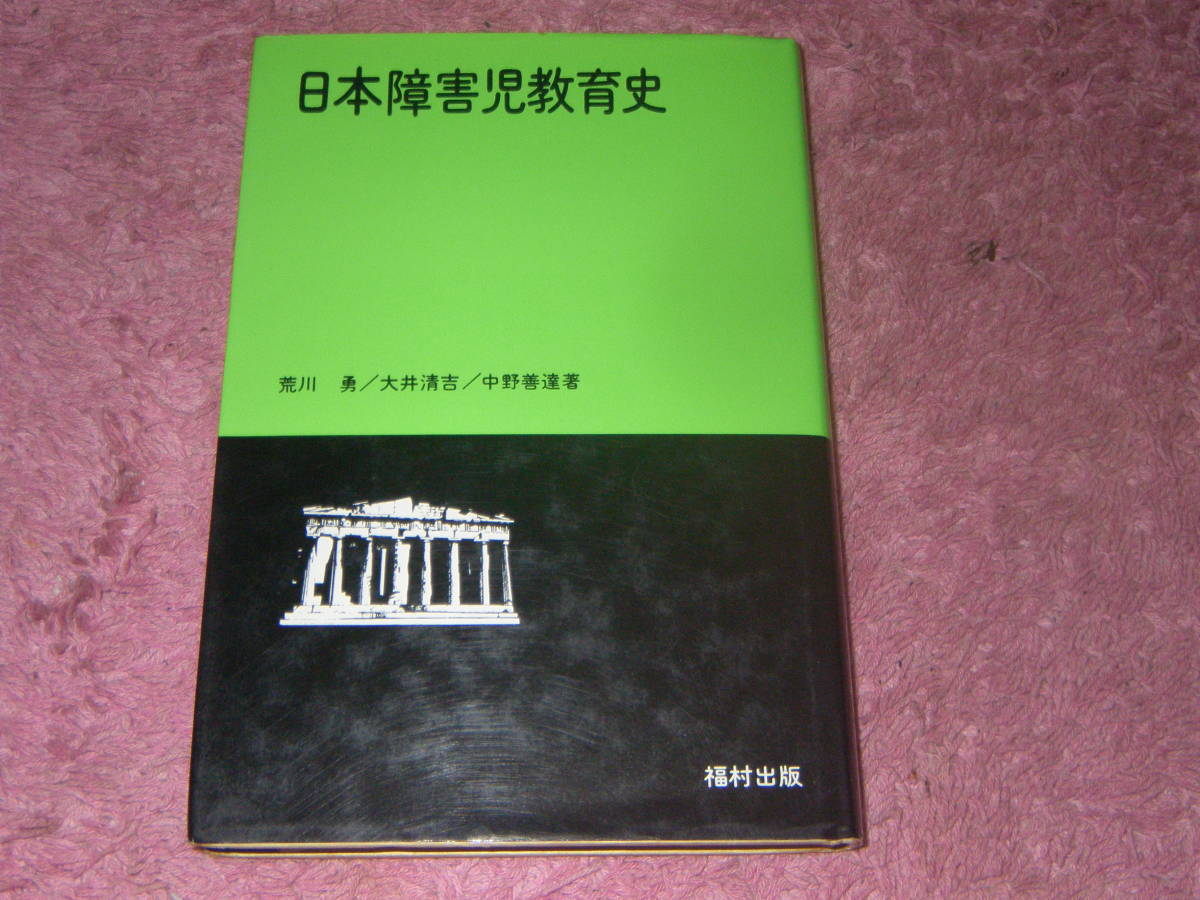 日本障害児教育史
荒川　勇／大井清吉／中野善達著
福村出版